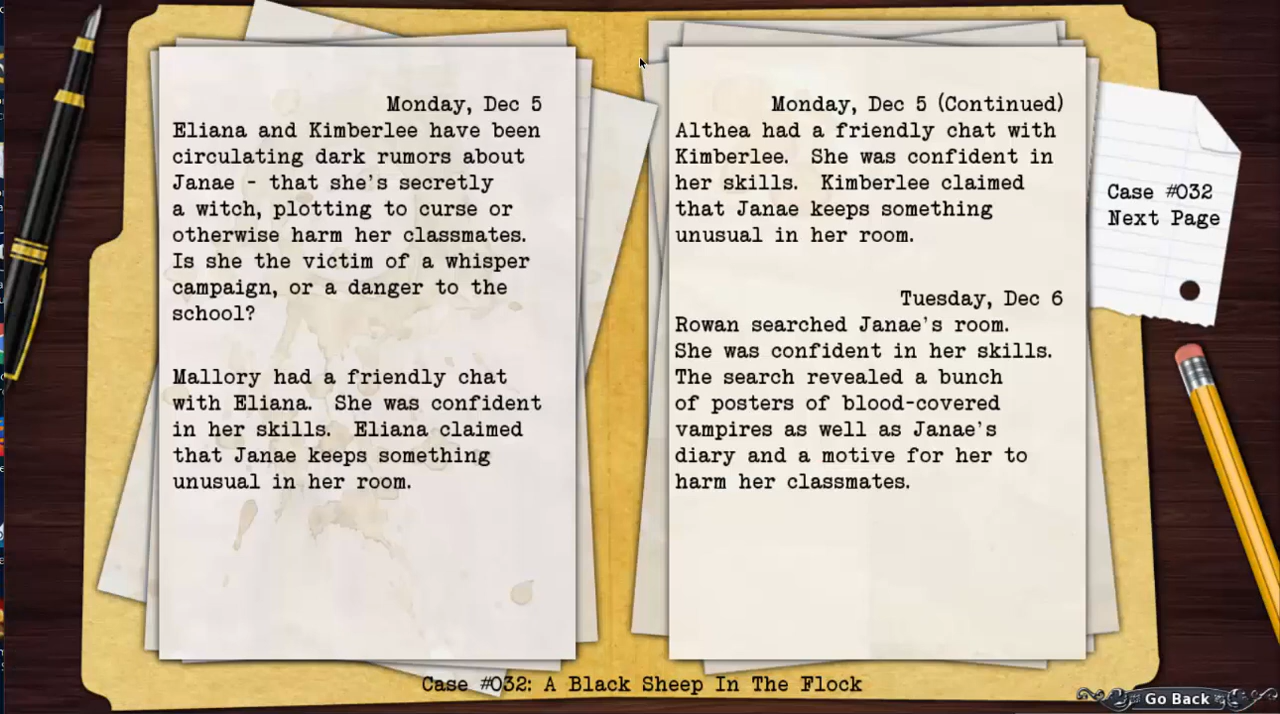 Monday, Dec 5
Eliana and Kimberlee have been
circulating dark rumors about
Janae - that she's secretly
a witch, plotting to curse or
otherwise harm her classmates.
Is she the victim of a whisper
campaign, or a danger to the
school?
Mallory had a friendly chat
with Eliana.  She was confident
in her skills.  Eliana claimed
that Janae keeps something
unusual in her room.
Monday, Dec 5 (Continued)
Althea had a friendly chat with
Kimberlee.  She was confident in
her skills.  Kimberlee claimed
that Janae keeps something
unusual in her room.
Tuesday, Dec 6
Rowan searched Janae's room.
She was confident in her skills.
The search revealed a bunch
of posters of blood-covered
vampires as well as Janae's
diary and a motive for her to
harm her classmates.
Case #032
Next Page
Case #032: A Black Sheep In The Flock
Go Back